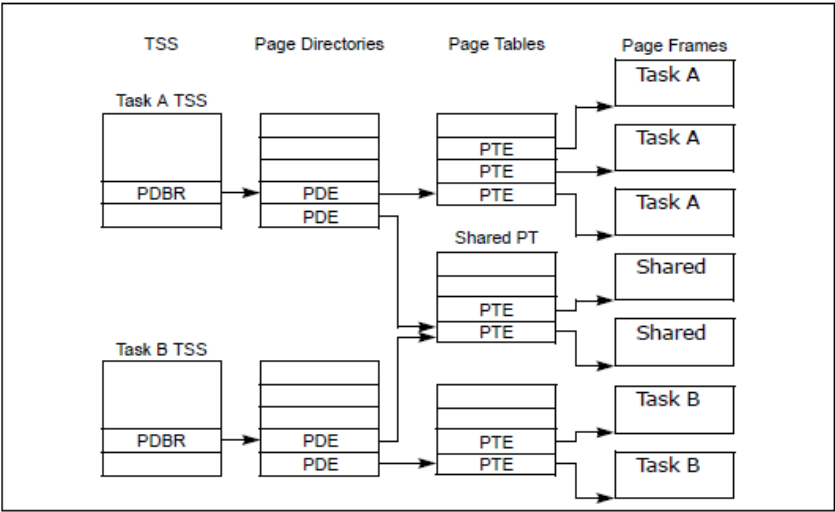 TSS Page Directories Page Tables Page Frames
Task A
Task A TSS
PTE
Task A
PTE
PDBR PDE PTE
Task A
PDE
Shared PT
Shared
PTE
PTE
Shared
Task B TSS
Task B
PDBR PDE PTE
PDE PTE
Task B